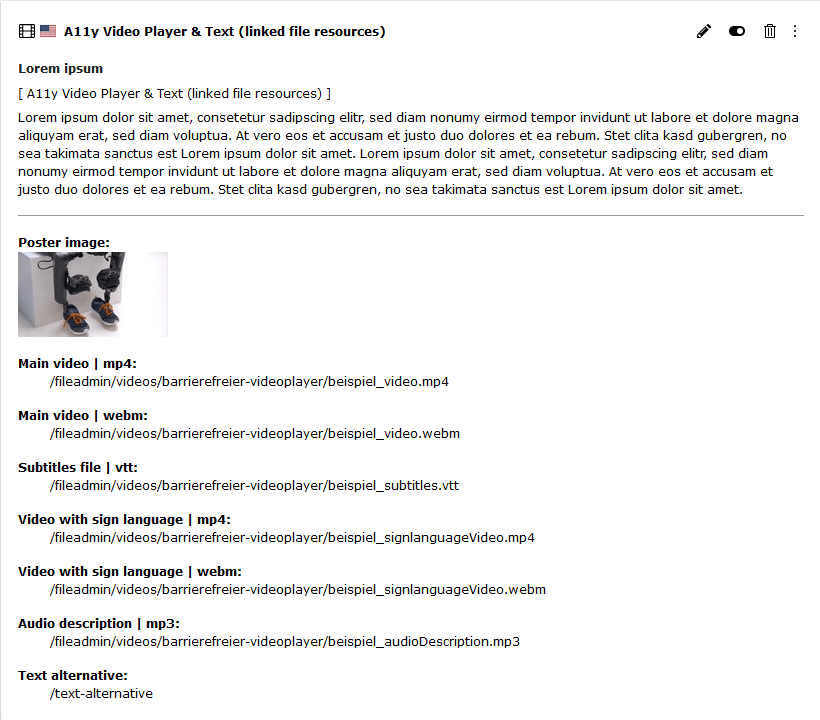 A11y Video Player & Text (linked file resources)
Lorem ipsum
[ A11y Video Player & Text (linked file resources) ]
Lorem ipsum dolor sit amet, consetetur sadipscing elitr, sed diam nonumy eirmod tempor invidunt ut labore et dolore magna
aliquyam erat, sed diam voluptua. At vero eos et accusam et justo duo dolores et ea rebum. Stet clita kasd gubergren, no
sea takimata sanctus est Lorem ipsum dolor sit amet. Lorem ipsum dolor sit amet, consetetur sadipscing elitr, sed diam
nonumy eirmod tempor invidunt ut labore et dolore magna aliquyam erat, sed diam voluptua. At vero eos et accusam et
justo duo dolores et ea rebum. Stet clita kasd gubergren, no sea takimata sanctus est Lorem ipsum dolor sit amet.
Poster image:
Main video | mp4:
/fileadmin/videos/barrierefreier-videoplayer/beispiel_video.mp4
Main video | webm:
/fileadmin/videos/barrierefreier-videoplayer/beispiel_video.webm
Subtitles file | vtt:
/fileadmin/videos/barrierefreier-videoplayer/beispiel_subtitles.vtt
Video with sign language | mp4:
/fileadmin/videos/barrierefreier-videoplayer/beispiel_signlanguageVideo.mp4
Video with sign language | webm:
/fileadmin/videos/barrierefreier-videoplayer/beispiel_signlanguageVideo.webm
Audio description | mp3:
/fileadmin/videos/barrierefreier-videoplayer/beispiel_audioDescription.mp3
Text alternative:
/text-alternative